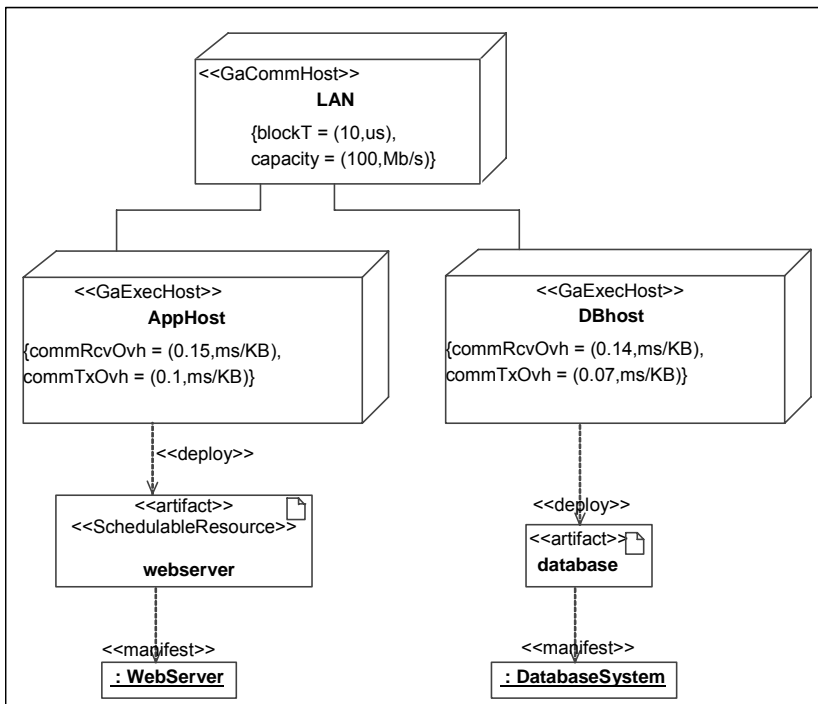 <<GaCommHost>>
LAN
{blockT = (10,us),
capacity = (100,Mb/s)}
<<GaExecHost>>
AppHost
{commRcvOvh = (0.15,ms/KB),
commTxOvh = (0.1,ms/KB)}
<<GaExecHost>>
DBhost
{commRcvOvh = (0.14,ms/KB),
commTxOvh = (0.07,ms/KB)}
<<deploy>>
<<artifact>>
<<SchedulableResource>>
webserver
<<manifest>>
: WebServer
<<deploy>>
<<artifact>>
database
<<manifest>>
: DatabaseSystem